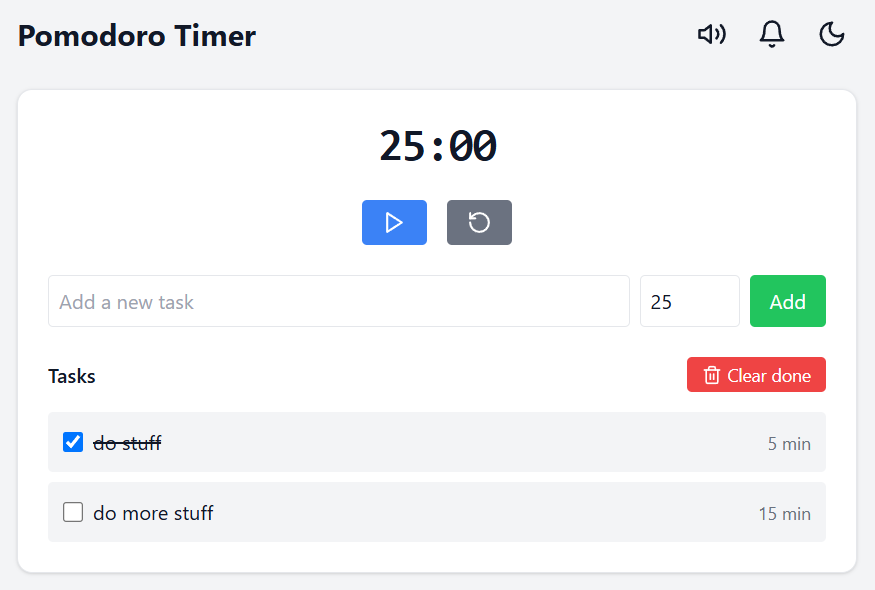 Pomodoro Timer
25:00
Add a new task 25 Add
Tasks Clear done
do stuff 5 min
do more stuff 15 min